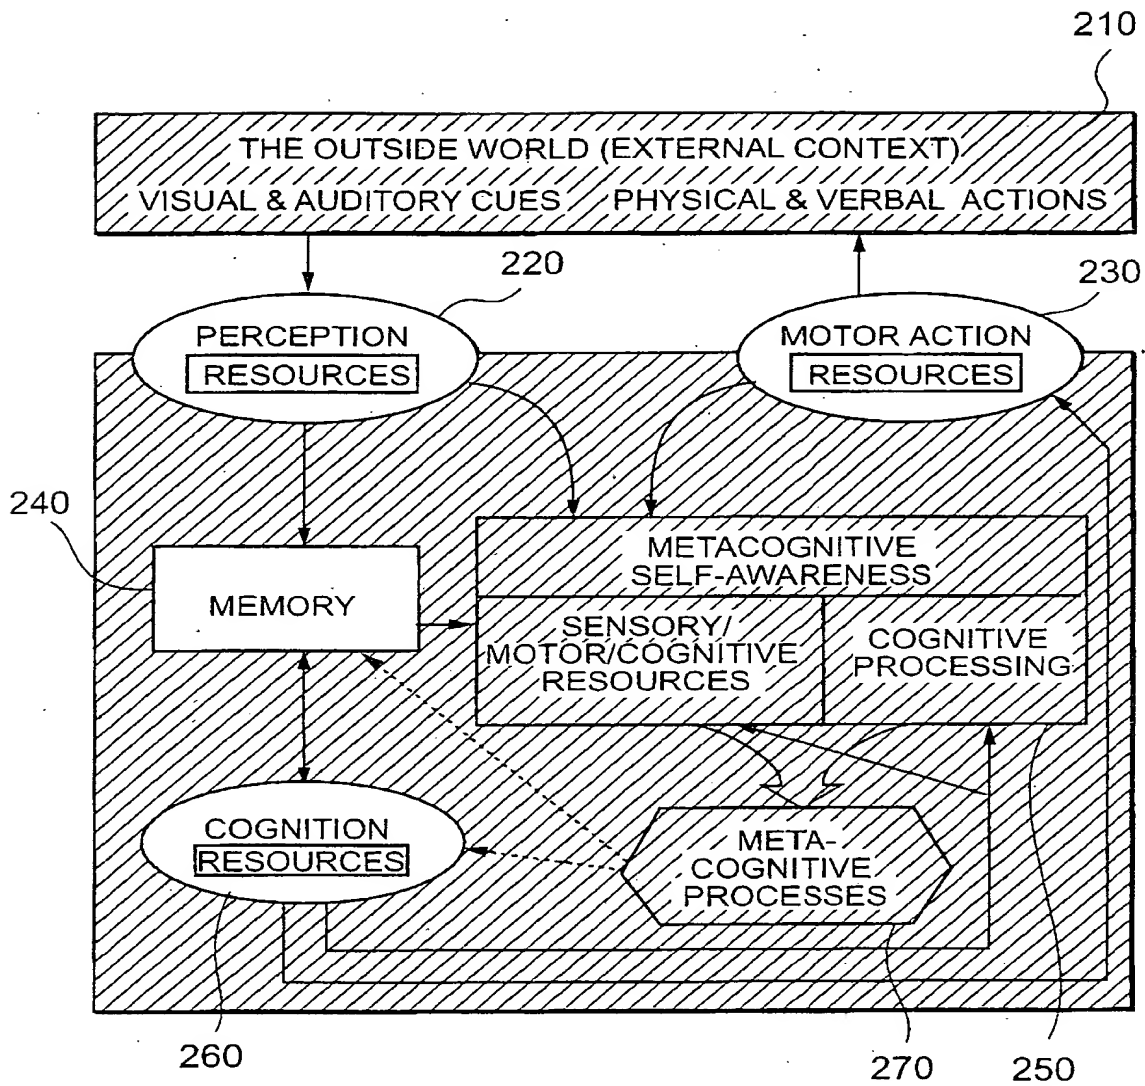 210
THE OUTSIDE WORLD (EXTERNAL CONTEXT)
VISUAL & AUDITORY CUES PHYSICAL & VERBAL ACTIONS
220
230
PERCEPTION
RESOURCES
MOTOR ACTION
RESOURCES
240
MEMORY
METACOGNITIVE
SELF-AWARENESS
SENSORY/
MOTOR/COGNITIVE
RESOURCES
COGNITIVE
PROCESSING
COGNITION
RESOURCES
META-
COGNITIVE
PROCESSES
260
270
250